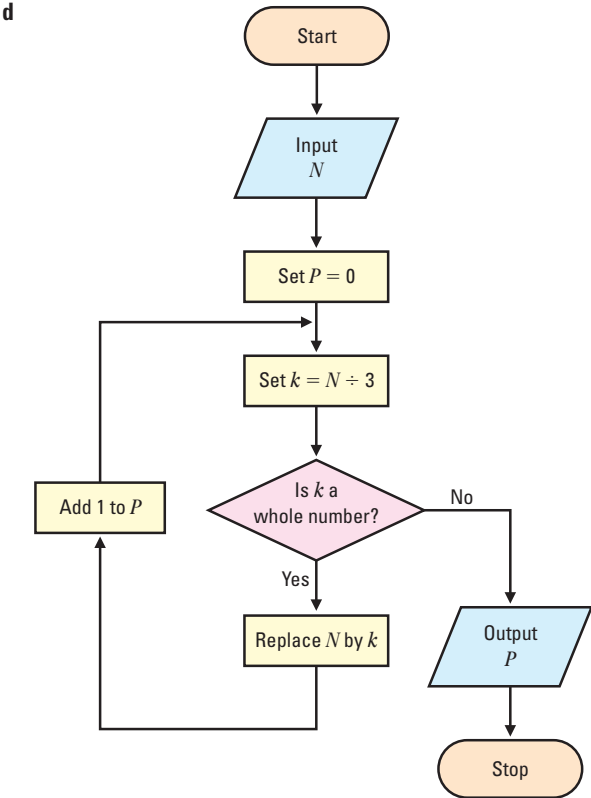 d
Start
Input
N
Set P = 0
Set k = N ÷ 3
Is k a
whole number?
No
Add 1 to P
Yes
Replace N by k
Output
P
Stop